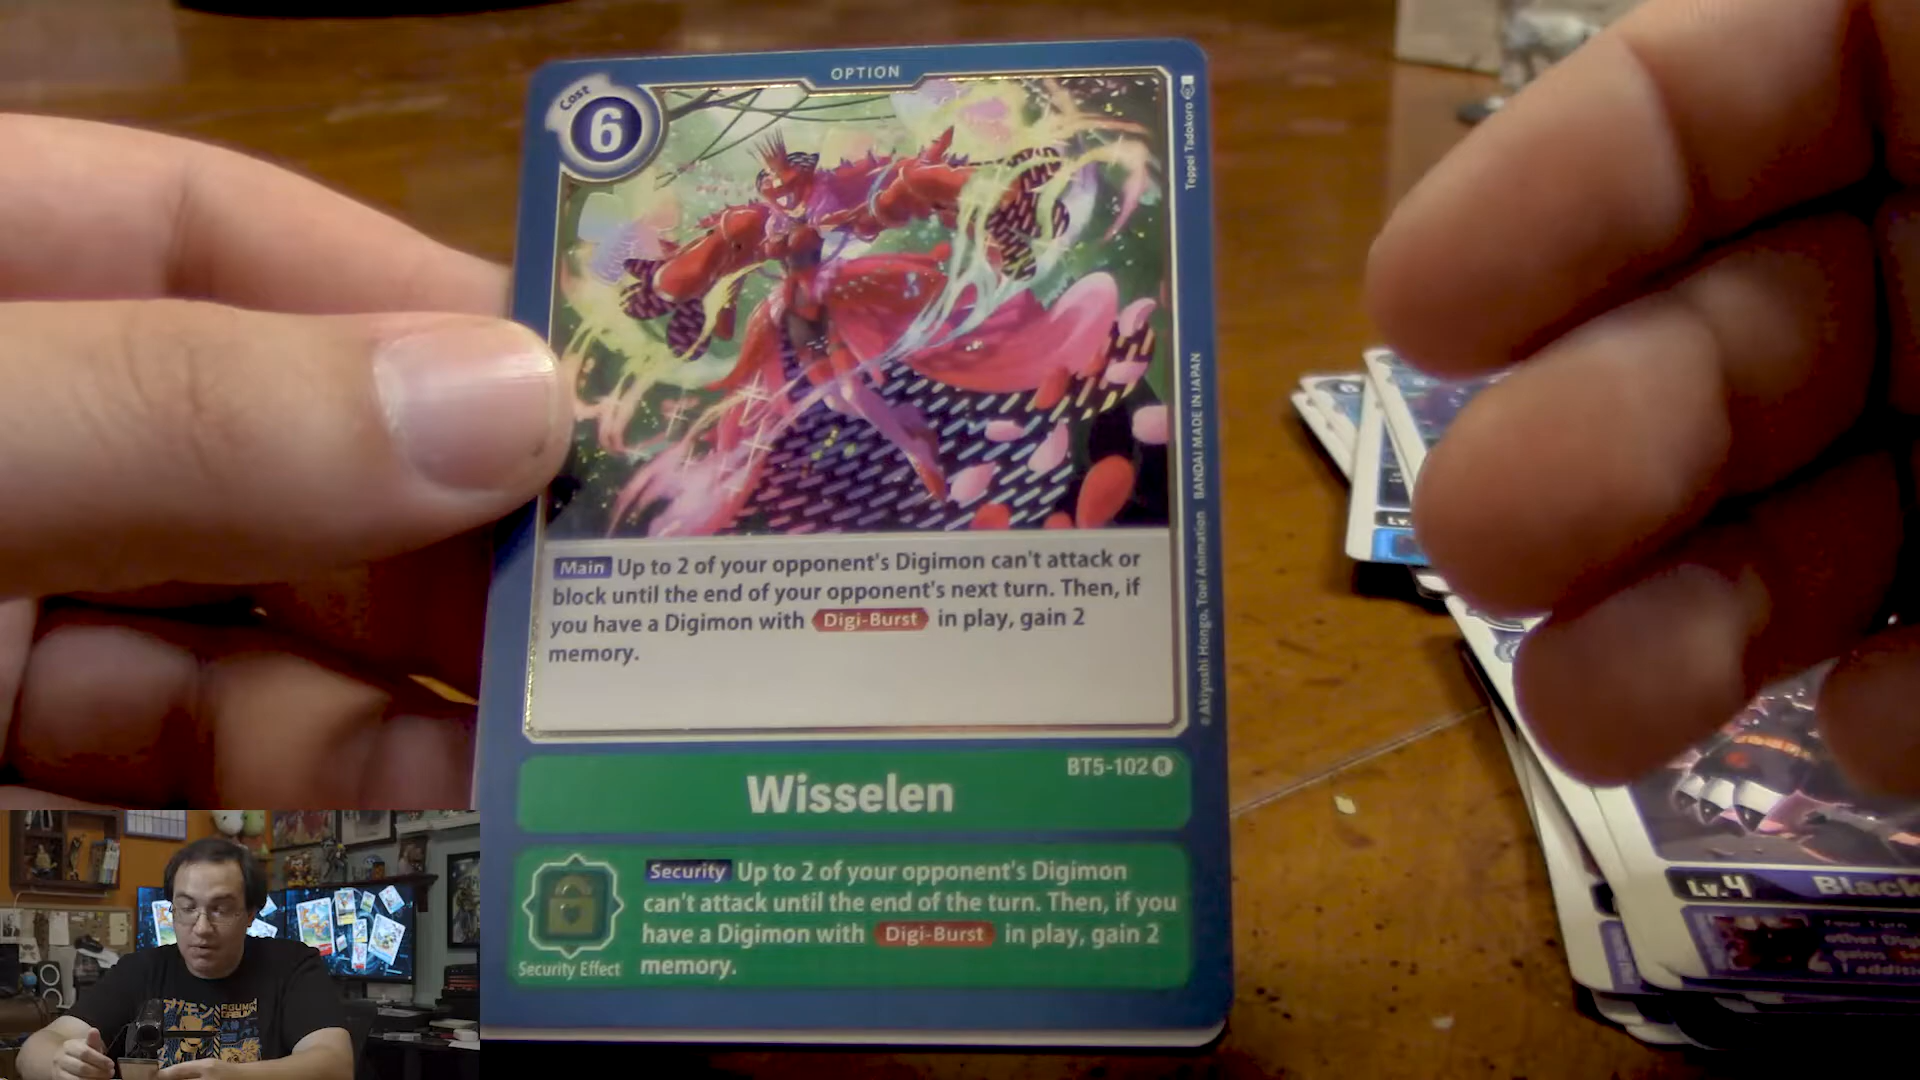 OPTION
Cost
6
Teppei Tadokoro
Main Up to 2 of your opponent's Digimon can't attack or
block until the end of your opponent's next turn. Then, if
you have a Digimon with Digi-Burst in play, gain 2
memory.
©Akiyoshi Hongo, Toei Animation BANDAI MADE IN JAPAN
BT5-102 R
Wisselen
Security Up to 2 of your opponent's Digimon
can't attack until the end of the turn. Then, if you
have a Digimon with Digi-Burst in play, gain 2
memory.
Security Effect
Lv.
Lv.4 Black
other
gains